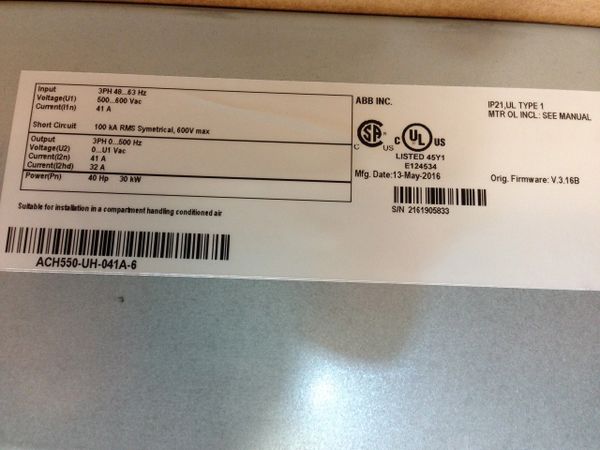 Input 3PH 48...63 Hz
Voltage(U1) 500...600 Vac
Current(I1n) 41 A
Short Circuit 100 kA RMS Symetrical, 600V max
Output 3PH 0...500 Hz
Voltage(U2) 0...U1 Vac
Current(I2n) 41 A
Current(I2hd) 32 A
Power(Pn) 40 Hp 30 kW
Suitable for installation in a compartment handling conditioned air
ACH550-UH-041A-6
ABB INC.
SA
C US
C UL US
LISTED 45Y1
E124534
Mfg. Date:13-May-2016
S/N 2161905833
IP21,UL TYPE 1
MTR OL INCL: SEE MANUAL
Orig. Firmware: V.3.16B